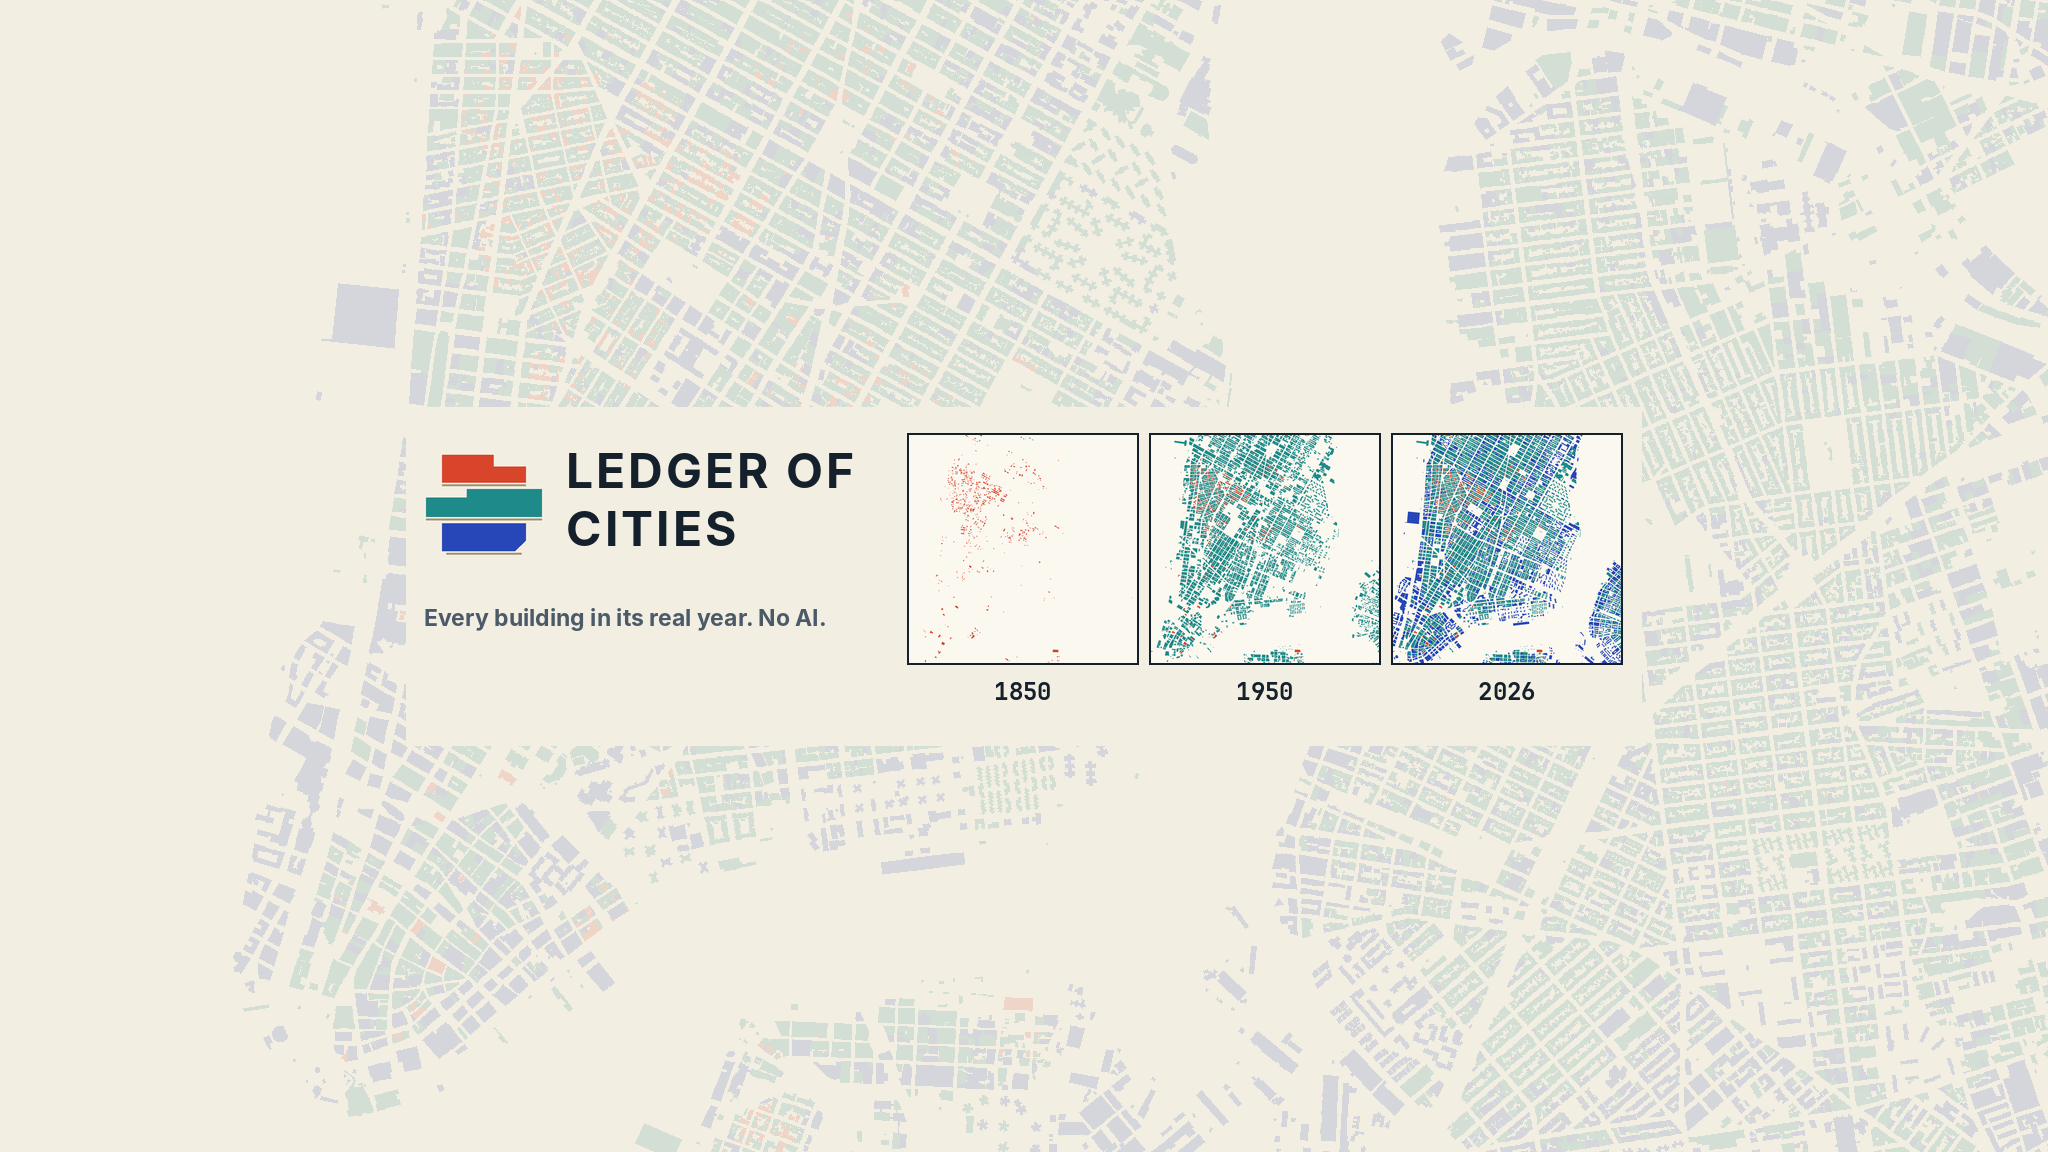 LEDGER OF
CITIES
Every building in its real year. No AI.
1850
1950
2026